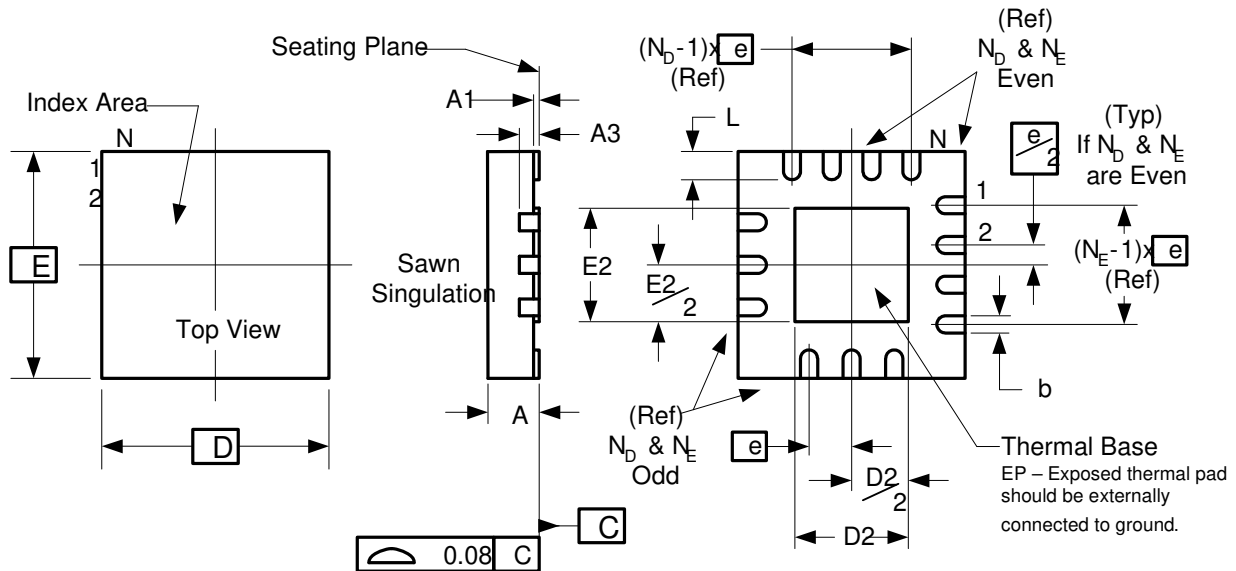 Seating Plane
(N_D-1)x e
(Ref)
(Ref)
N_D & N_E
Even
Index Area
A1
A3
L
N
N
e/2
(Typ)
If N_D & N_E
are Even
1
2
1
2
E
E2
E2/2
(N_E-1)x e
(Ref)
Sawn
Singulation
Top View
b
A
D
(Ref)
N_D & N_E
Odd
e
Thermal Base
EP – Exposed thermal pad
should be externally
connected to ground.
D2/2
D2
C
0.08 C